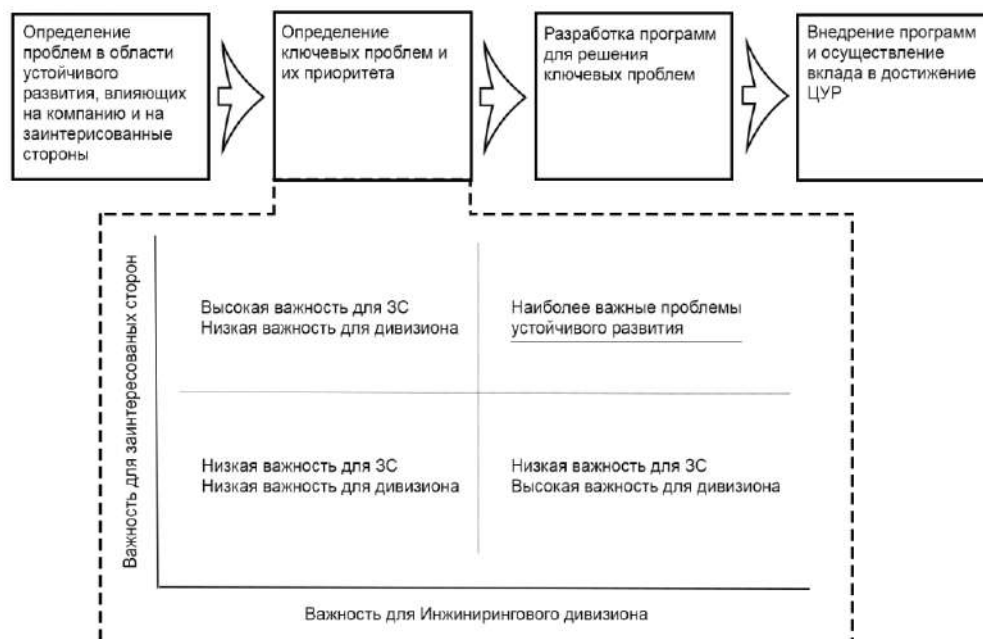 Определение
проблем в области
устойчивого
развития, влияющих
на компанию и на
заинтерисованные
стороны
Определение
ключевых проблем и
их приоритета
Разработка программ
для решения
ключевых проблем
Внедрение программ
и осуществление
вклада в достижение
ЦУР
Важность для заинтересованых сторон
Высокая важность для ЗС
Низкая важность для дивизиона
Наиболее важные проблемы
устойчивого развития
Низкая важность для ЗС
Низкая важность для дивизиона
Низкая важность для ЗС
Высокая важность для дивизиона
Важность для Инжинирингового дивизиона